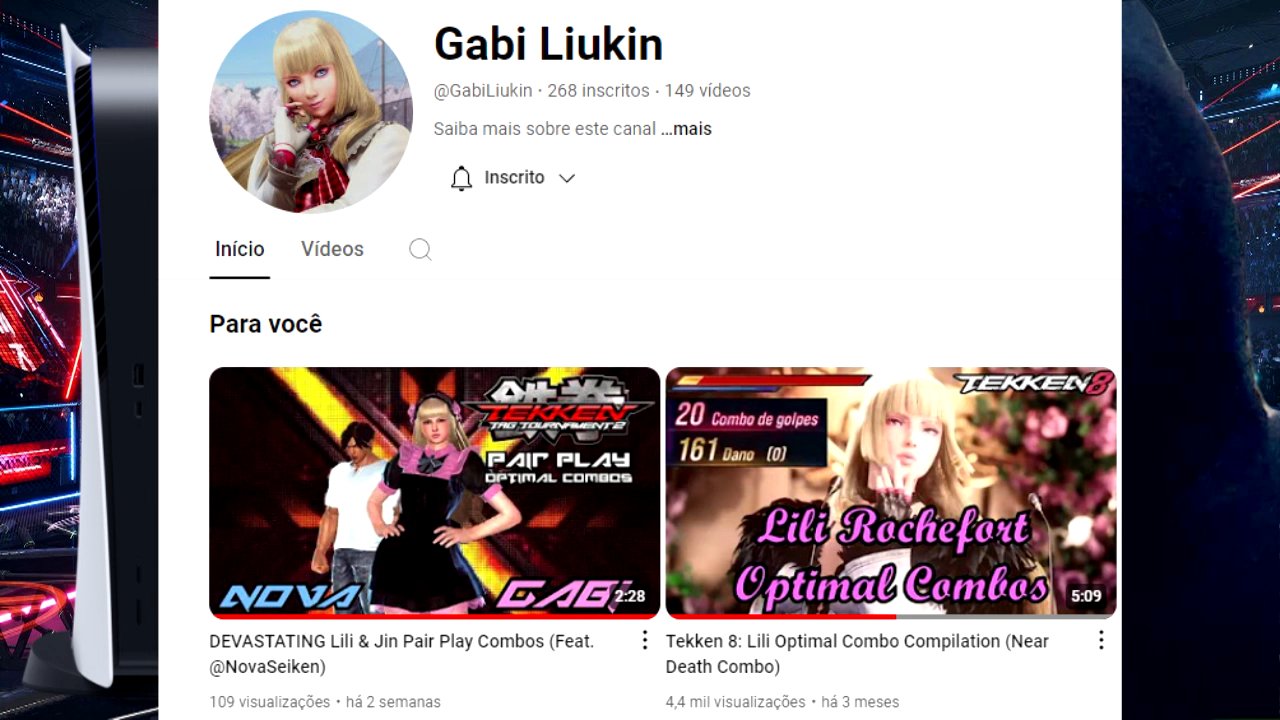 Gabi Liukin
@GabiLiukin · 268 inscritos · 149 vídeos
Saiba mais sobre este canal ...mais
Inscrito
Início Vídeos
Para você
TEKKEN
TAG TOURNAMENT 2
PAIR PLAY
OPTIMAL COMBOS
NOVA GABI
2:28
TEKKEN 8
20 Combo de golpes
161 Dano (0)
Lili Rochefort
Optimal Combos
5:09
DEVASTATING Lili & Jin Pair Play Combos (Feat.
@NovaSeiken)
109 visualizações • há 2 semanas
Tekken 8: Lili Optimal Combo Compilation (Near
Death Combo)
4,4 mil visualizações • há 3 meses